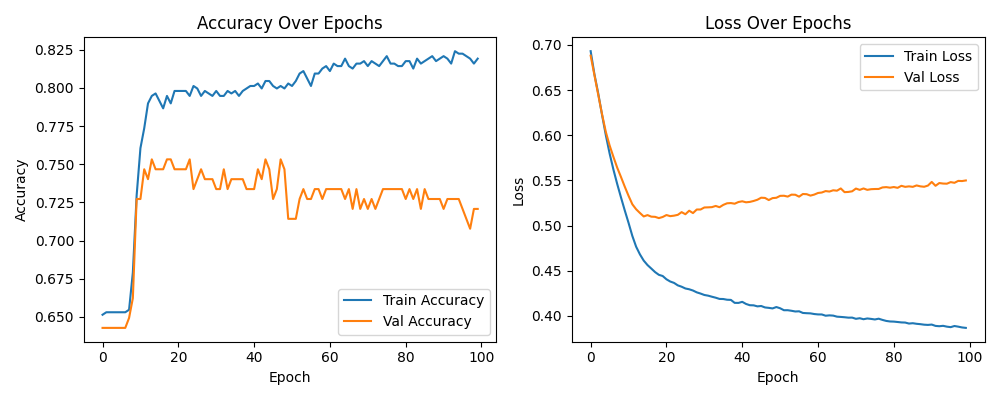 Accuracy Over Epochs
Accuracy
0.825
0.800
0.775
0.750
0.725
0.700
0.675
0.650
0 20 40 60 80 100
Epoch
Train Accuracy
Val Accuracy
Loss Over Epochs
Loss
0.70
0.65
0.60
0.55
0.50
0.45
0.40
0 20 40 60 80 100
Epoch
Train Loss
Val Loss